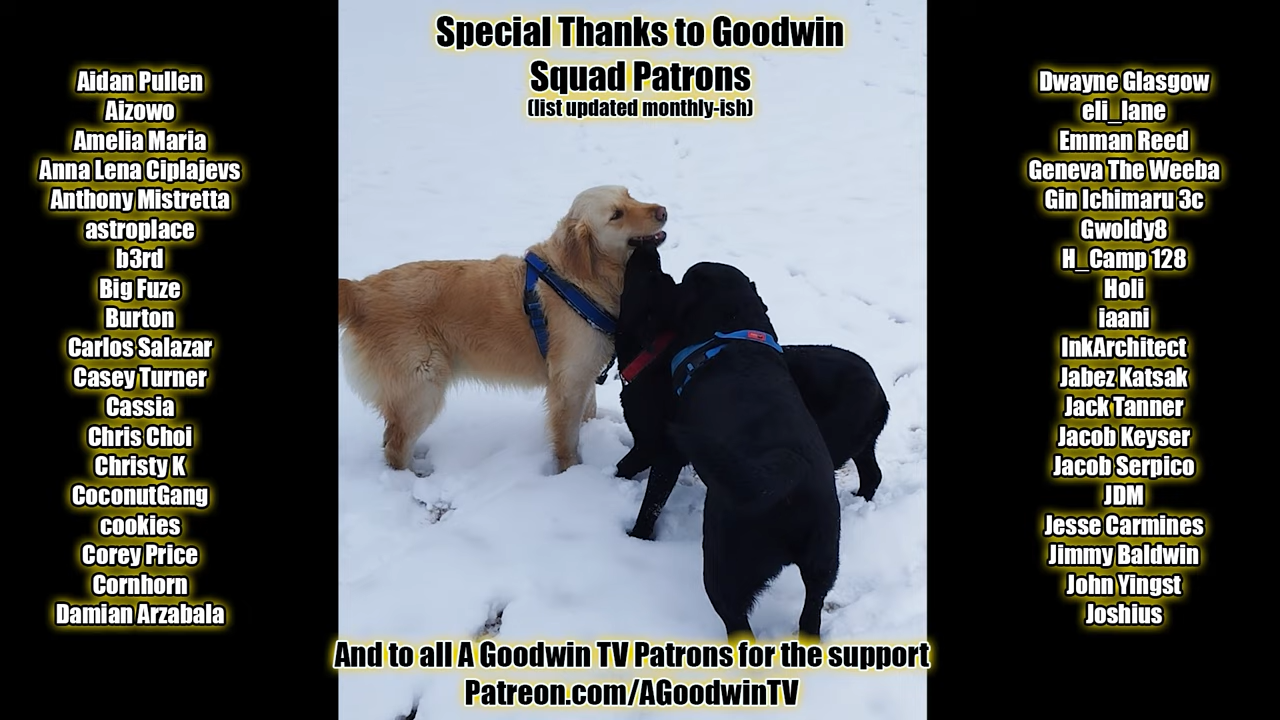 Special Thanks to Goodwin
Squad Patrons
(list updated monthly-ish)
Aidan Pullen
Aizowo
Amelia Maria
Anna Lena Ciplajevs
Anthony Mistretta
astroplace
b3rd
Big Fuze
Burton
Carlos Salazar
Casey Turner
Cassia
Chris Choi
Christy K
CoconutGang
cookies
Corey Price
Cornhorn
Damian Arzabala
Dwayne Glasgow
eli_lane
Emman Reed
Geneva The Weeba
Gin Ichimaru 3c
Gwoldy8
H_Camp 128
Holi
iaani
InkArchitect
Jabez Katsak
Jack Tanner
Jacob Keyser
Jacob Serpico
JDM
Jesse Carmines
Jimmy Baldwin
John Yingst
Joshius
And to all A Goodwin TV Patrons for the support
Patreon.com/AGoodwinTV